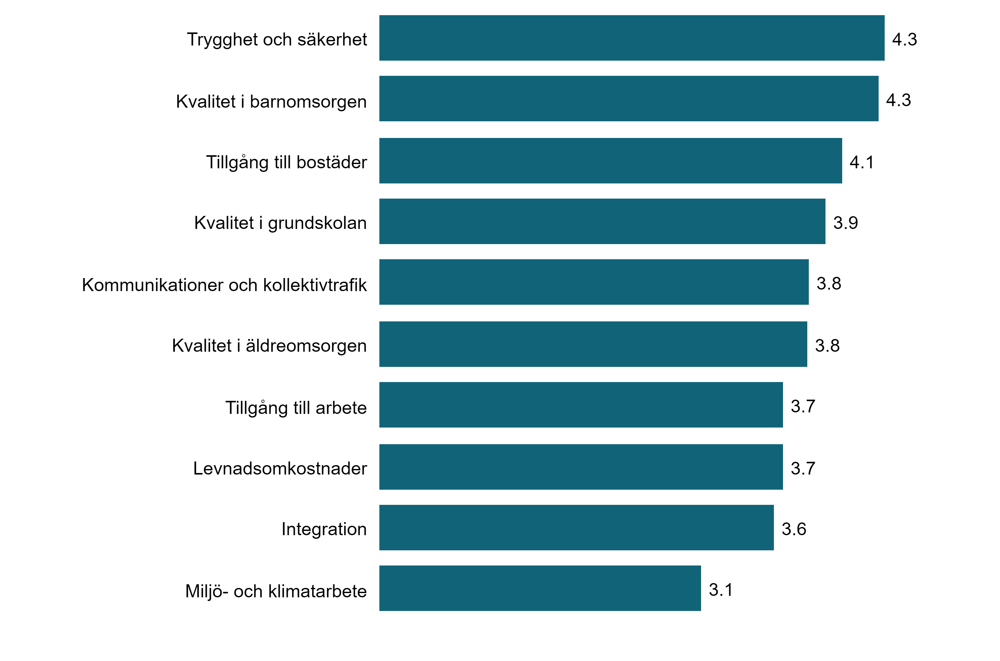 Trygghet och säkerhet 4.3
Kvalitet i barnomsorgen 4.3
Tillgång till bostäder 4.1
Kvalitet i grundskolan 3.9
Kommunikationer och kollektivtrafik 3.8
Kvalitet i äldreomsorgen 3.8
Tillgång till arbete 3.7
Levnadsomkostnader 3.7
Integration 3.6
Miljö- och klimatarbete 3.1